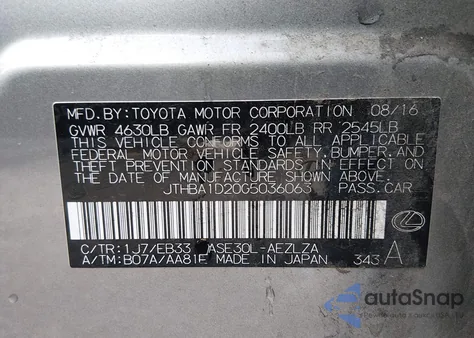 MFD.BY:TOYOTA MOTOR CORPORATION 08/16
GVWR 4630LB GAWR FR 2400LB RR 2545LB
THIS VEHICLE CONFORMS TO ALL APPLICABLE
FEDERAL MOTOR VEHICLE SAFETY, BUMPER, AND
THEFT PREVENTION STANDARDS IN EFFECT ON
THE DATE OF MANUFACTURE SHOWN ABOVE.
JTHBA1D20G5036063 PASS.CAR
C/TR:1J7/EB33 ASE30L-AEZLZA
A/TM:B07A/AA81E MADE IN JAPAN 343 A
autoSnap